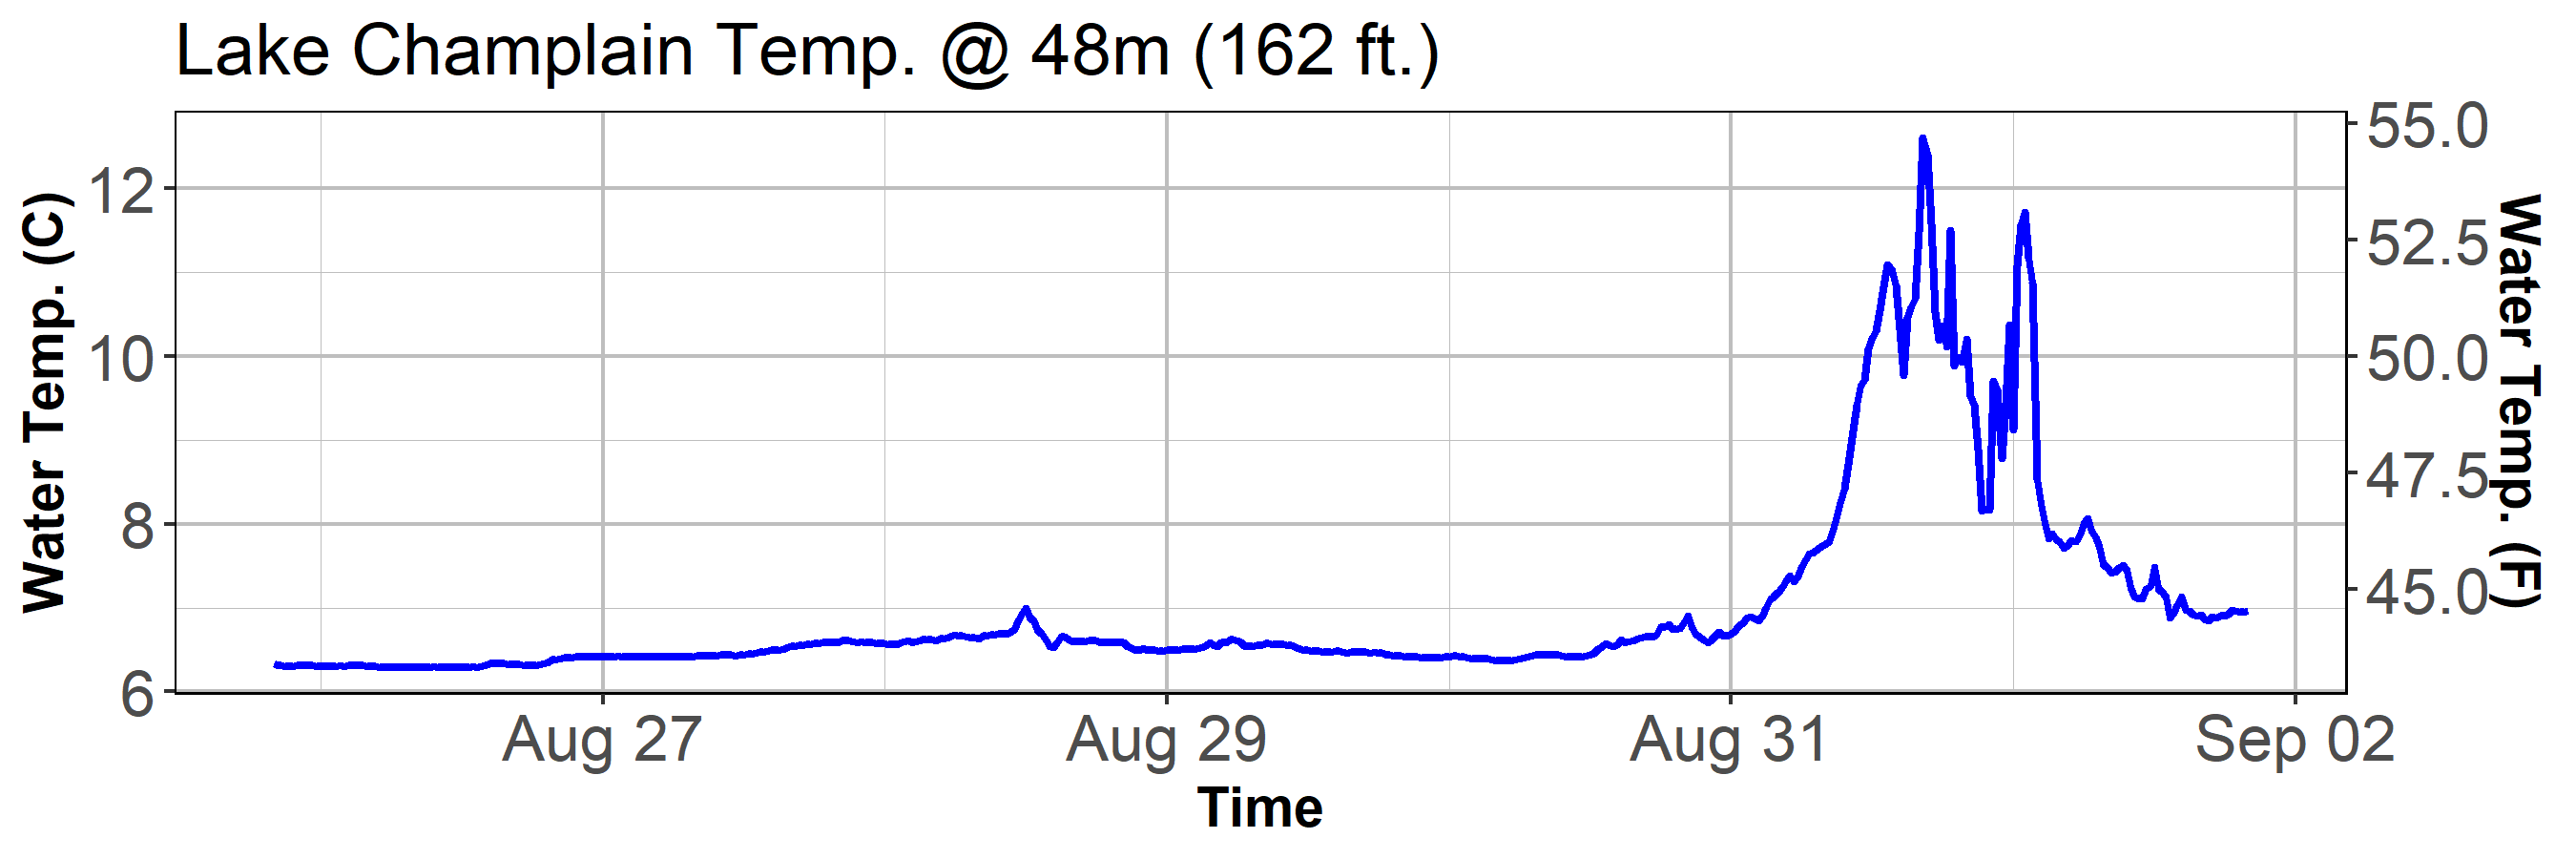 Lake Champlain Temp. @ 48m (162 ft.)
Water Temp. (C)
12
10
8
6
55.0
52.5
50.0
47.5
45.0
Water Temp. (F)
Aug 27 Aug 29 Aug 31 Sep 02
Time